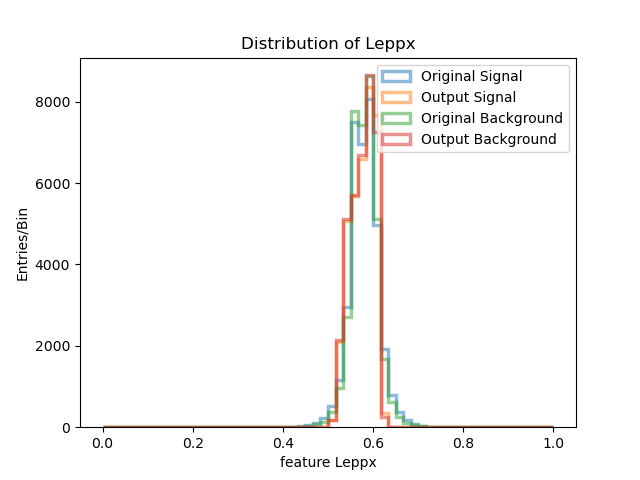 Distribution of Leppx
Original Signal
Output Signal
Original Background
Output Background
Entries/Bin
8000
6000
4000
2000
0
0.0 0.2 0.4 0.6 0.8 1.0
feature Leppx